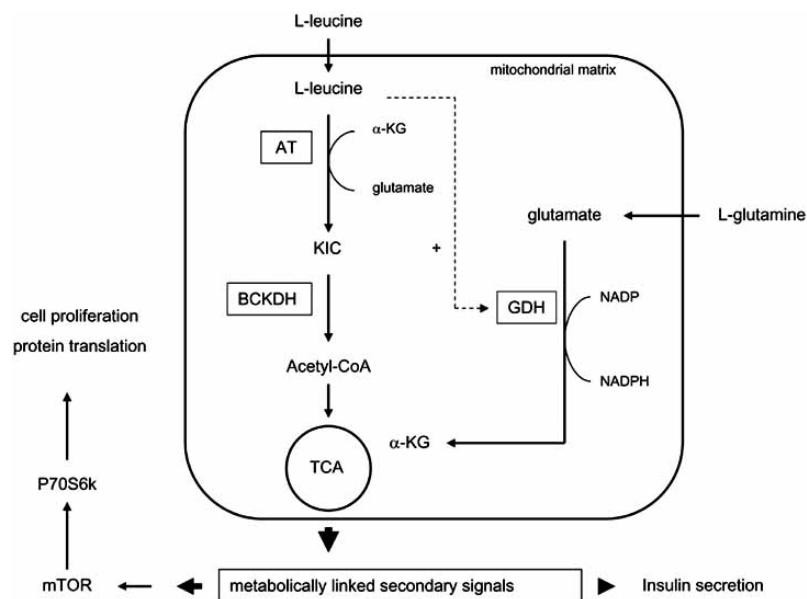 L-leucine
mitochondrial matrix
L-leucine
α-KG
AT
glutamate
glutamate
L-glutamine
KIC
+
BCKDH
GDH
NADP
cell proliferation
protein translation
Acetyl-CoA
NADPH
α-KG
TCA
P70S6k
mTOR
metabolically linked secondary signals
Insulin secretion